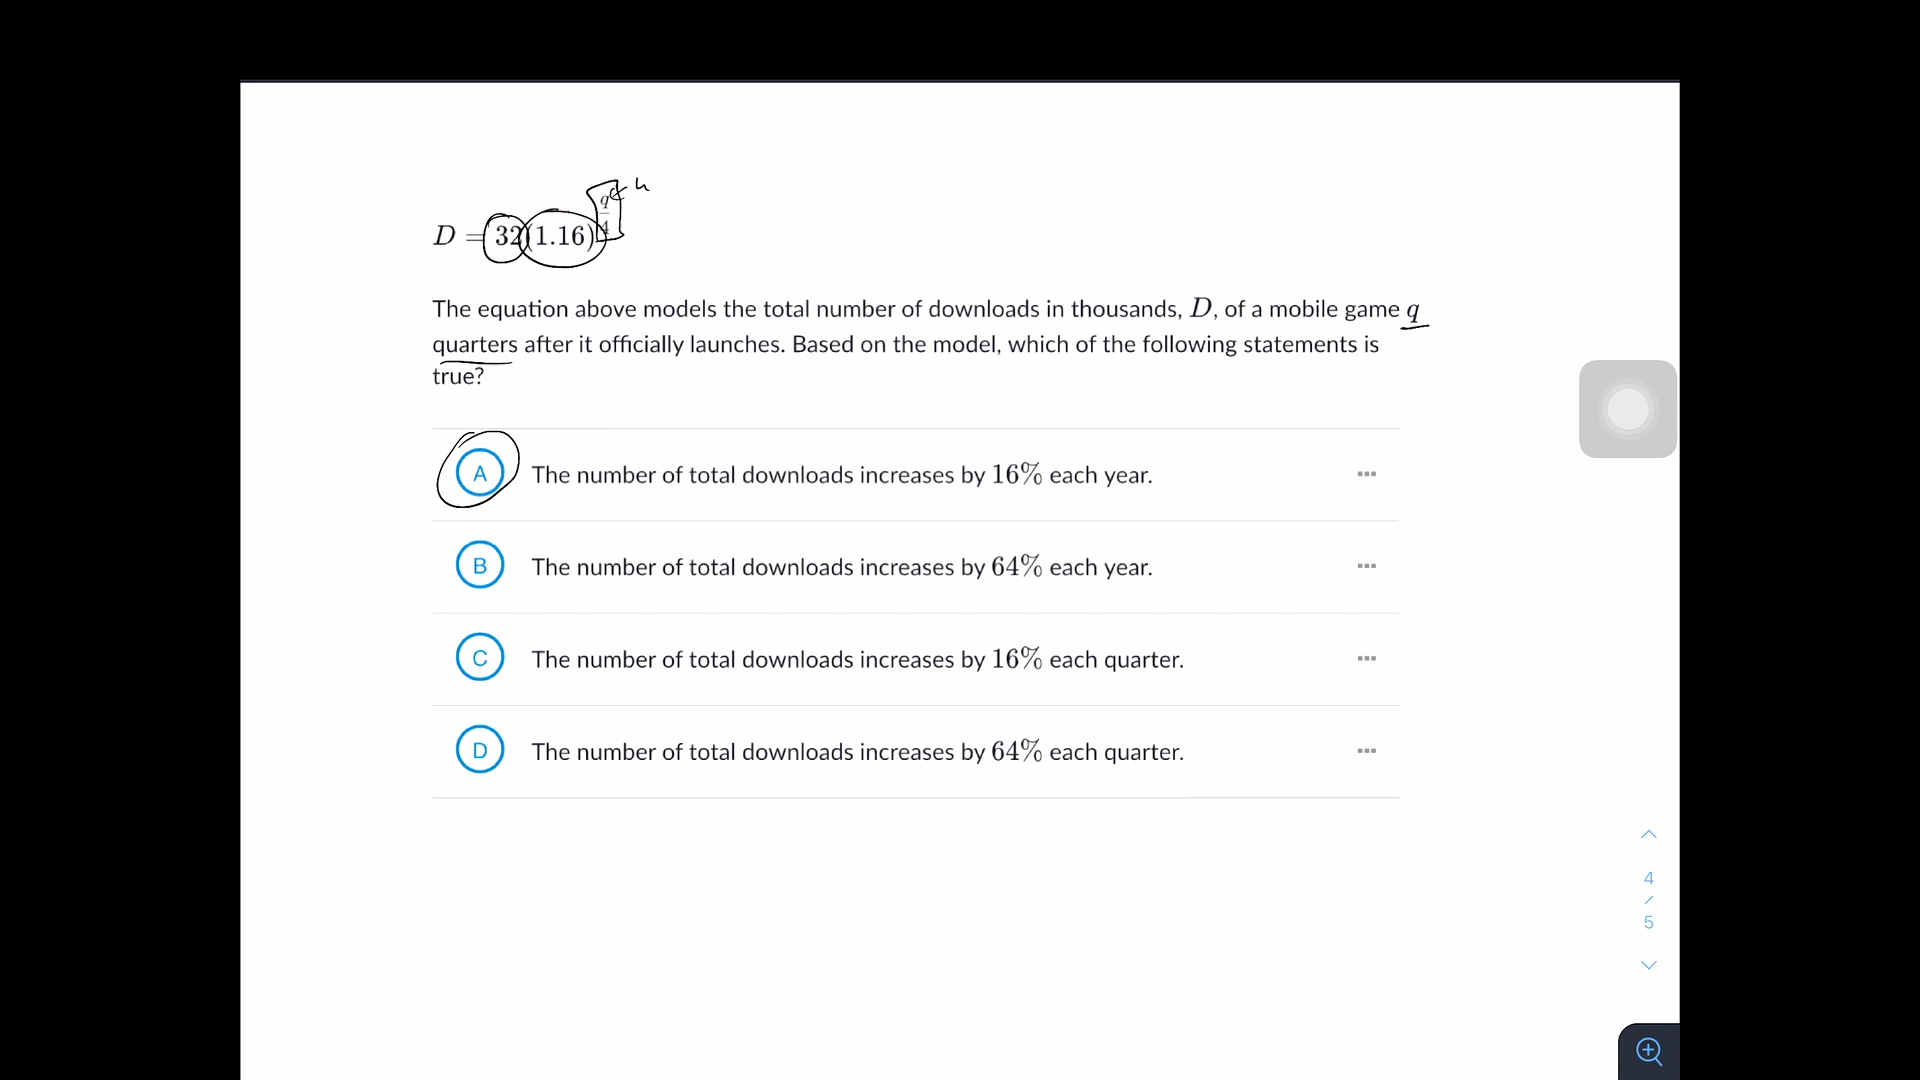 D = 32(1.16)^{q/4} 4
The equation above models the total number of downloads in thousands, D, of a mobile game q
quarters after it officially launches. Based on the model, which of the following statements is
true?
A The number of total downloads increases by 16% each year.
B The number of total downloads increases by 64% each year.
C The number of total downloads increases by 16% each quarter.
D The number of total downloads increases by 64% each quarter.
4
/
5